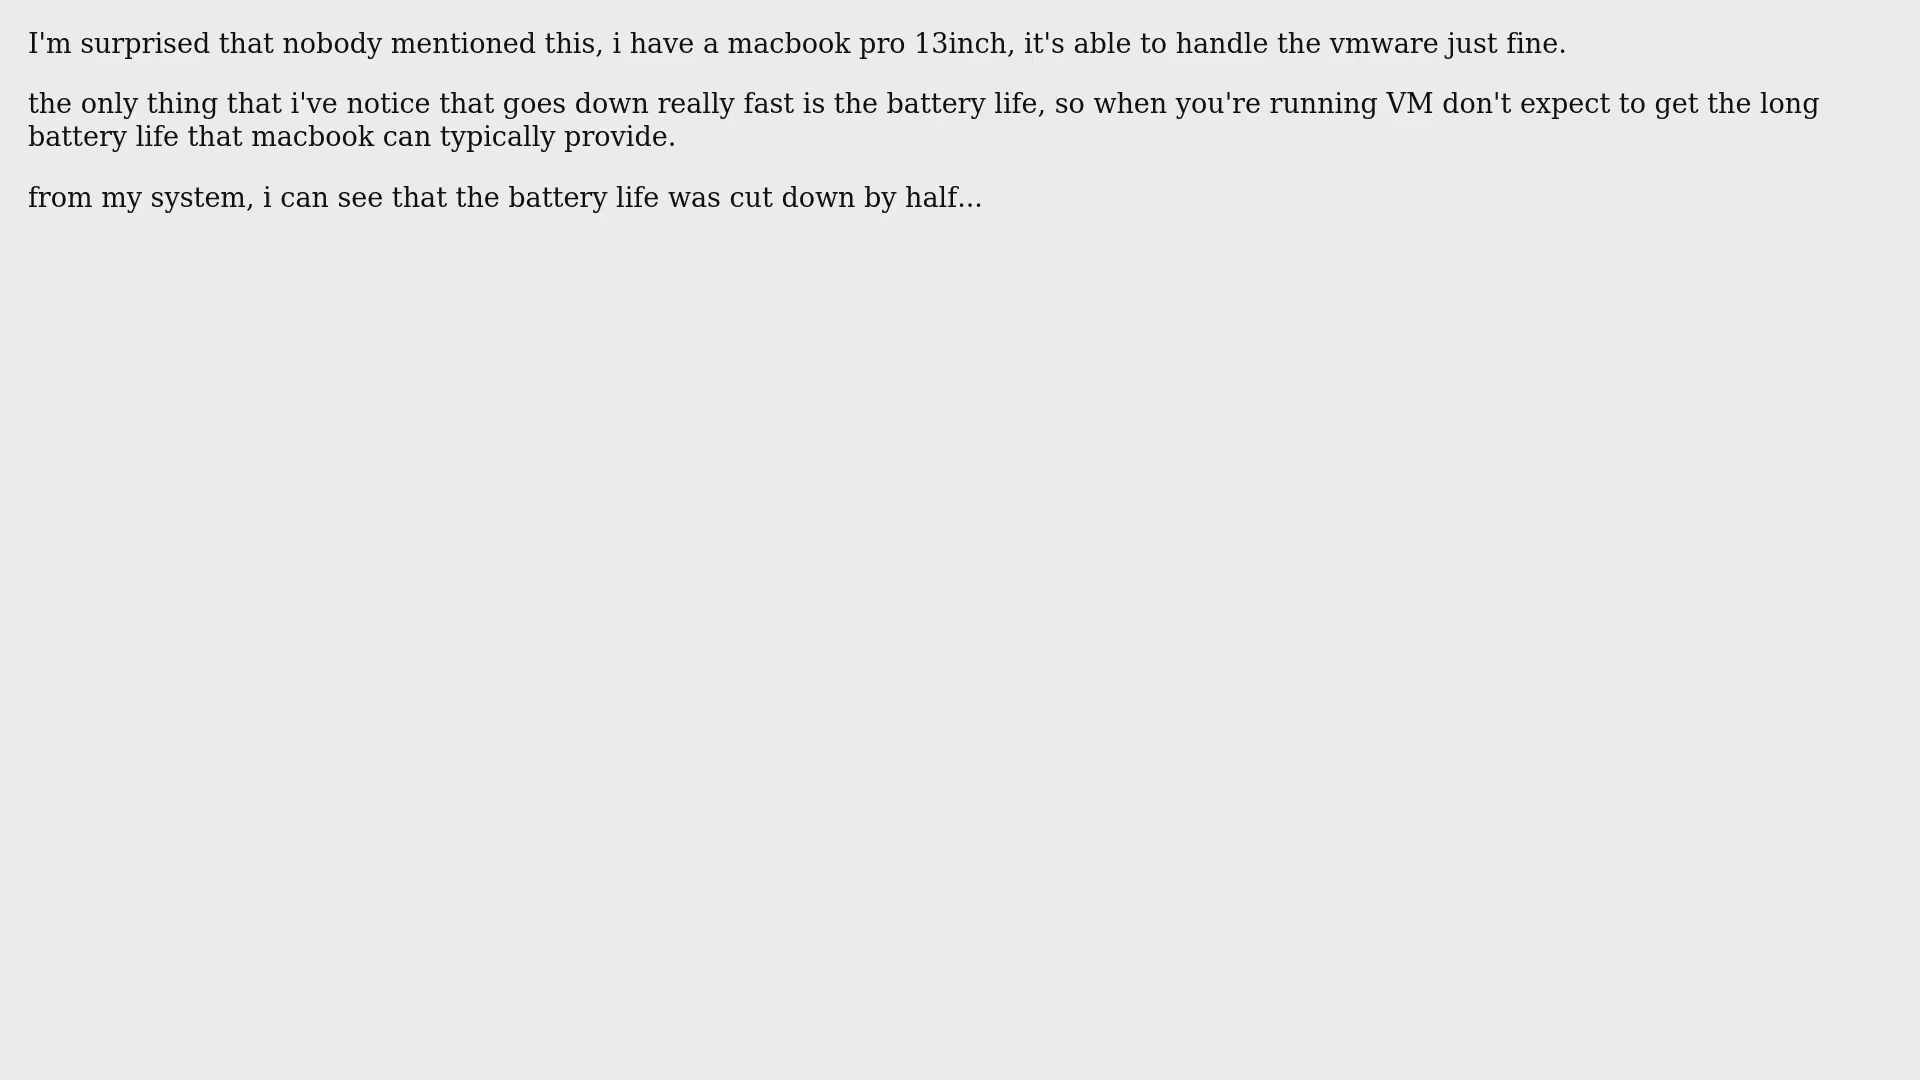 I'm surprised that nobody mentioned this, i have a macbook pro 13inch, it's able to handle the vmware just fine.
the only thing that i've notice that goes down really fast is the battery life, so when you're running VM don't expect to get the long
battery life that macbook can typically provide.
from my system, i can see that the battery life was cut down by half...